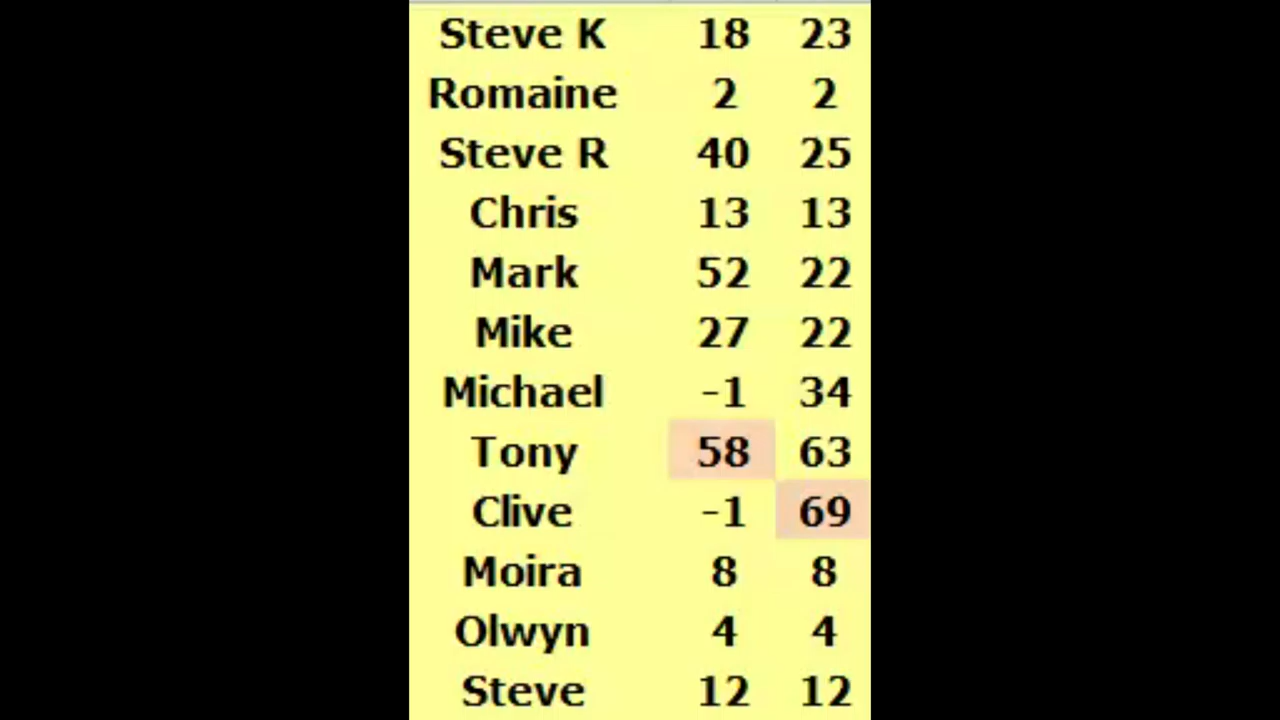 Steve K 18 23
Romaine 2 2
Steve R 40 25
Chris 13 13
Mark 52 22
Mike 27 22
Michael -1 34
Tony 58 63
Clive -1 69
Moira 8 8
Olwyn 4 4
Steve 12 12